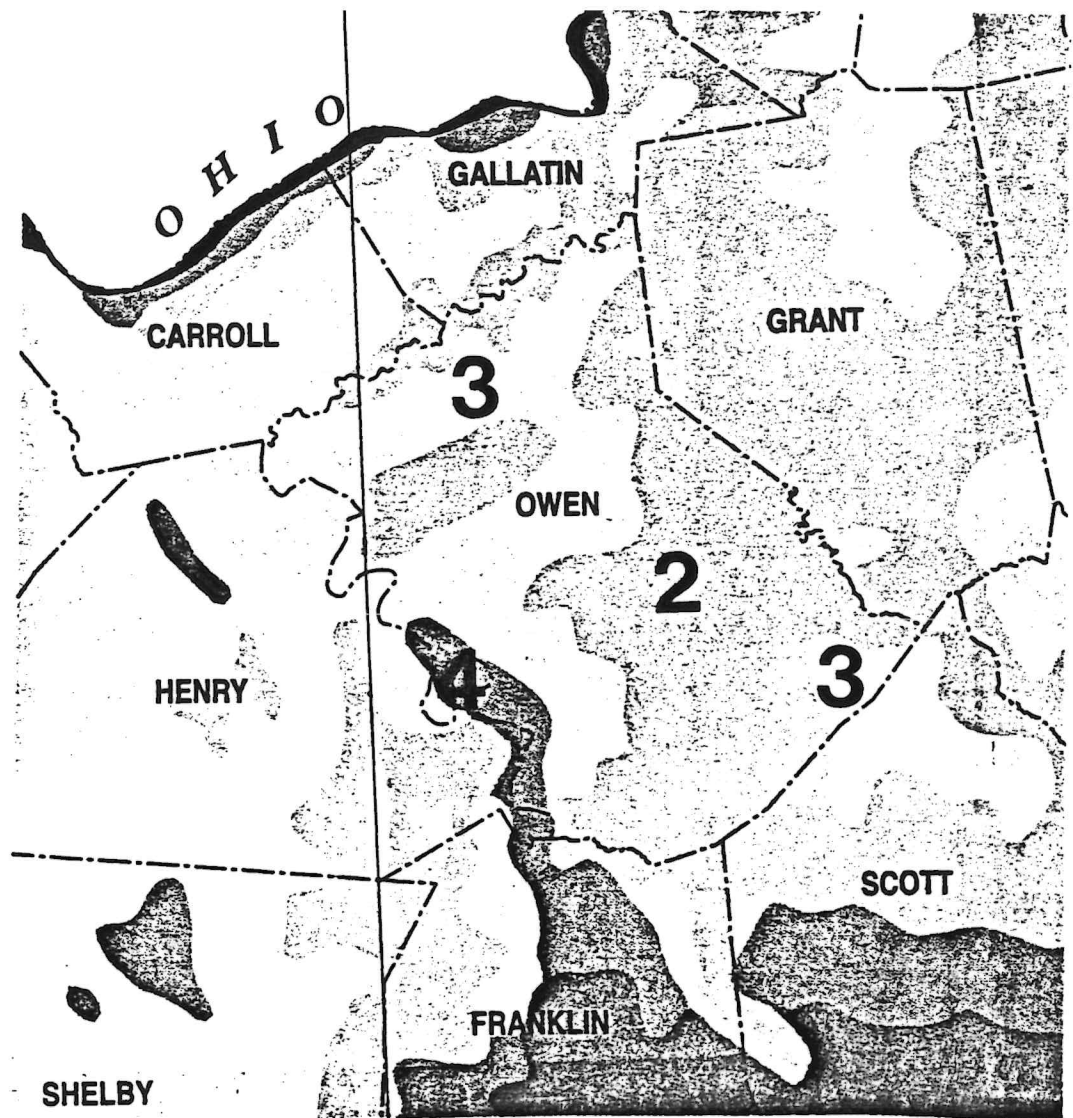 OHIO
GALLATIN
GRANT
CARROLL
3
OWEN
2
3
4
HENRY
SCOTT
FRANKLIN
SHELBY